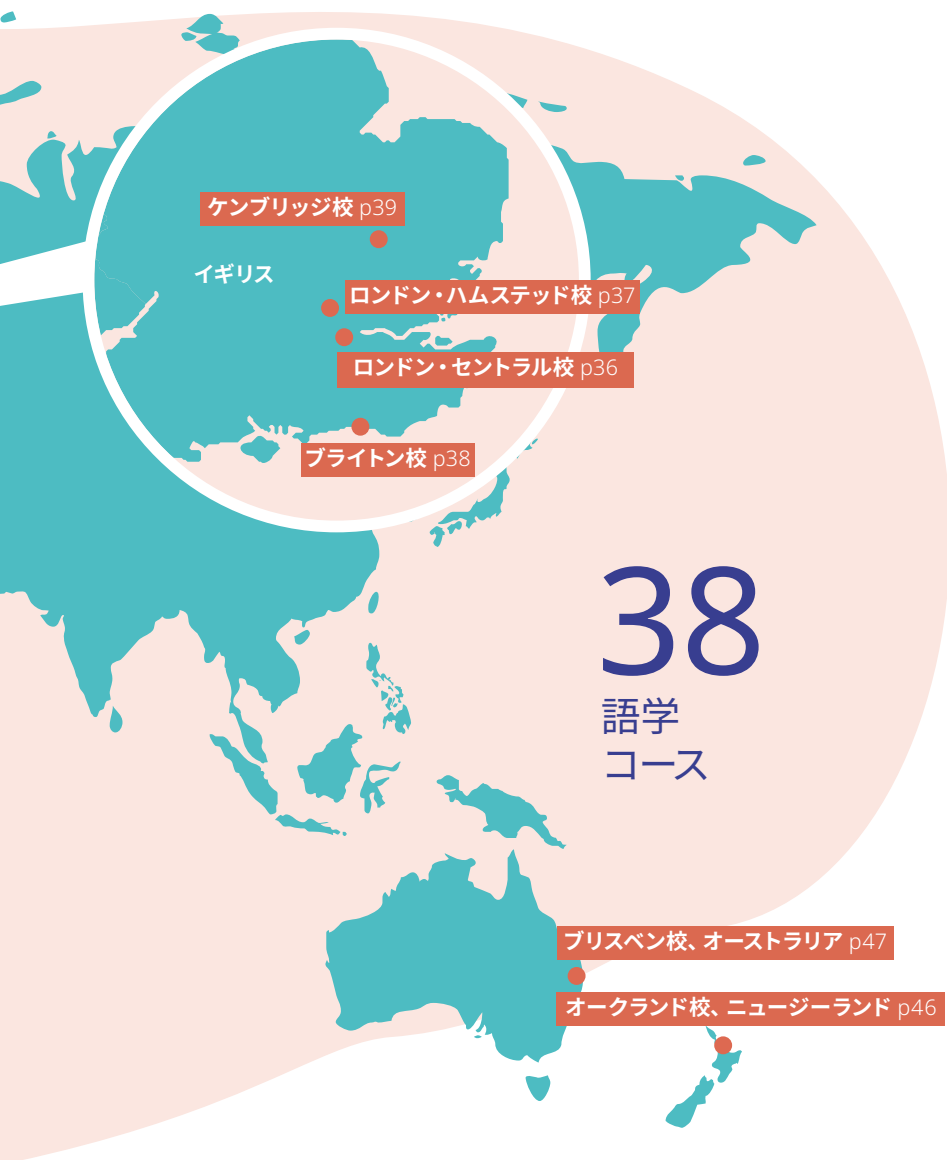 ケンブリッジ校 p39
イギリス
ロンドン・ハムステッド校 p37
ロンドン・セントラル校 p36
ブライトン校 p38
38
語学
コース
ブリスベン校、オーストラリア p47
オークランド校、ニュージーランド p46